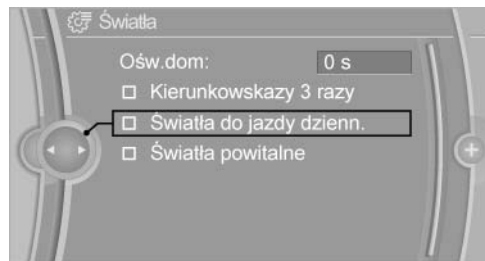 Światła
Ośw.dom: 0 s
Kierunkowskazy 3 razy
Światła do jazdy dzienn.
Światła powitalne